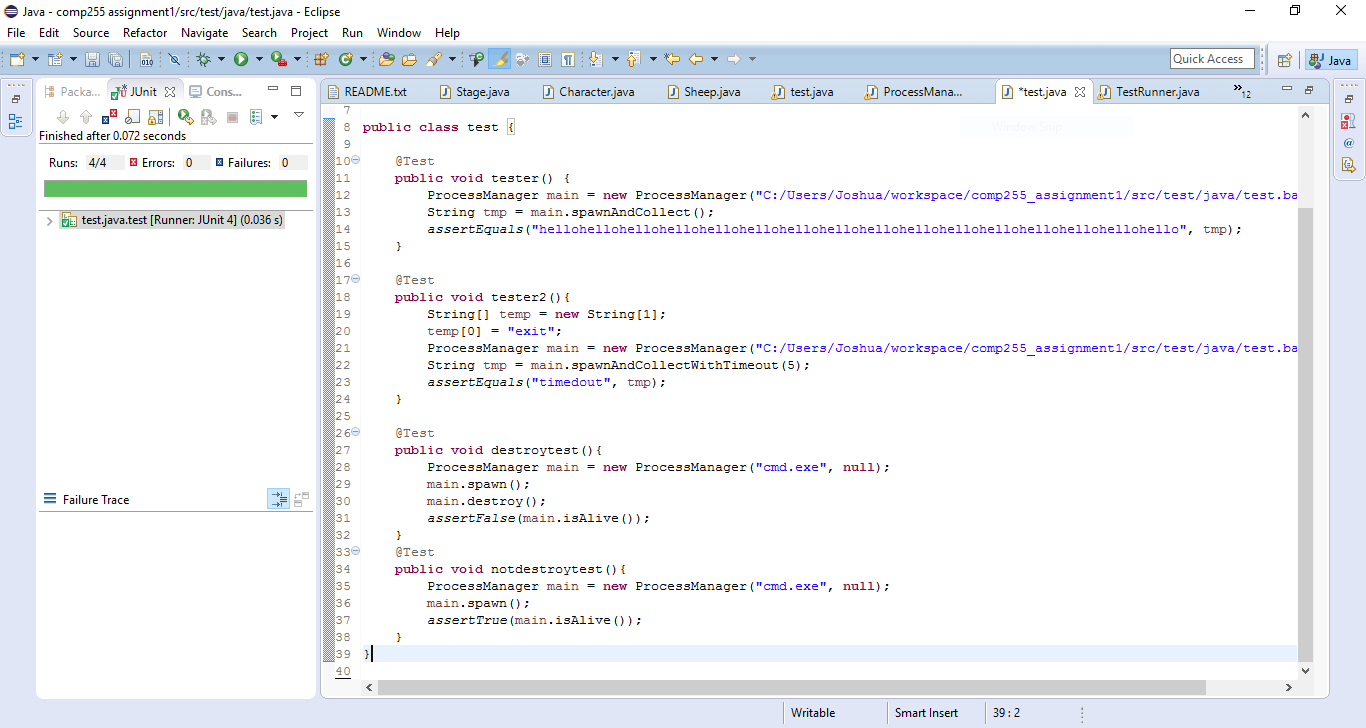 Java - comp255 assignment1/src/test/java/test.java - Eclipse
File Edit Source Refactor Navigate Search Project Run Window Help
Quick Access Java
Packa... JUnit Cons...
README.txt Stage.java Character.java Sheep.java test.java ProcessMana... *test.java TestRunner.java »12
Finished after 0.072 seconds
Runs: 4/4 Errors: 0 Failures: 0
test.java.test [Runner: JUnit 4] (0.036 s)
Failure Trace
7
8 public class test {
9
10 @Test
11 public void tester() {
12 ProcessManager main = new ProcessManager("C:/Users/Joshua/workspace/comp255_assignment1/src/test/java/test.ba
13 String tmp = main.spawnAndCollect();
14 assertEquals("hellohellohellohellohellohellohellohellohellohellohellohellohellohellohellohello", tmp);
15 }
16
17 @Test
18 public void tester2(){
19 String[] temp = new String[1];
20 temp[0] = "exit";
21 ProcessManager main = new ProcessManager("C:/Users/Joshua/workspace/comp255_assignment1/src/test/java/test.ba
22 String tmp = main.spawnAndCollectWithTimeout(5);
23 assertEquals("timedout", tmp);
24 }
25
26 @Test
27 public void destroytest(){
28 ProcessManager main = new ProcessManager("cmd.exe", null);
29 main.spawn();
30 main.destroy();
31 assertFalse(main.isAlive());
32 }
33 @Test
34 public void notdestroytest(){
35 ProcessManager main = new ProcessManager("cmd.exe", null);
36 main.spawn();
37 assertTrue(main.isAlive());
38 }
39 }
40
Writable Smart Insert 39 : 2